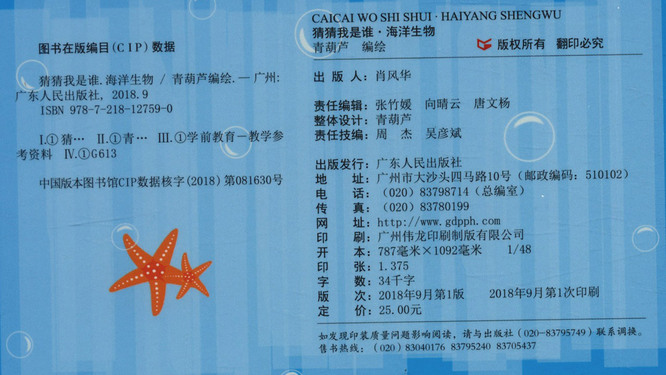 图书在版编目(CIP)数据
猜猜我是谁.海洋生物 / 青葫芦编绘. — 广州:
广东人民出版社, 2018.9
ISBN 978-7-218-12759-0
Ⅰ.①猜… Ⅱ.①青… Ⅲ.①学前教育－教学参
考资料 Ⅳ.①G613
中国版本图书馆CIP数据核字(2018)第081630号
CAICAI WO SHI SHUI · HAIYANG SHENGWU
猜猜我是谁·海洋生物
青葫芦 编绘
版权所有 翻印必究
出 版 人：肖风华
责任编辑：张竹媛 向晴云 唐文杨
整体设计：青葫芦
责任技编：周 杰 吴彦斌
出版发行：广东人民出版社
地 址：广州市大沙头四马路10号（邮政编码：510102）
电 话：（020）83798714（总编室）
传 真：（020）83780199
网 址：http://www.gdpph.com
印 刷：广州伟龙印刷制版有限公司
开 本：787毫米×1092毫米 1/48
印 张：1.375
字 数：34千字
版 次：2018年9月第1版 2018年9月第1次印刷
定 价：25.00元
如发现印装质量问题影响阅读，请与出版社（020-83795749）联系调换。
售书热线：（020）83040176 83795240 83705437